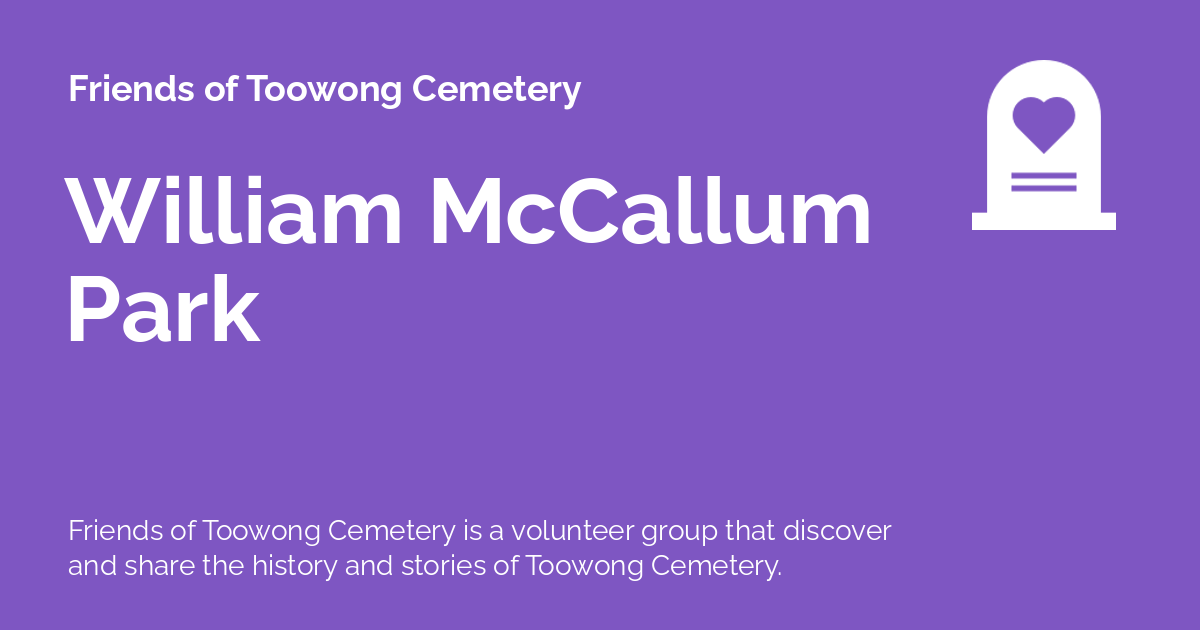 Friends of Toowong Cemetery
William McCallum
Park
Friends of Toowong Cemetery is a volunteer group that discover
and share the history and stories of Toowong Cemetery.